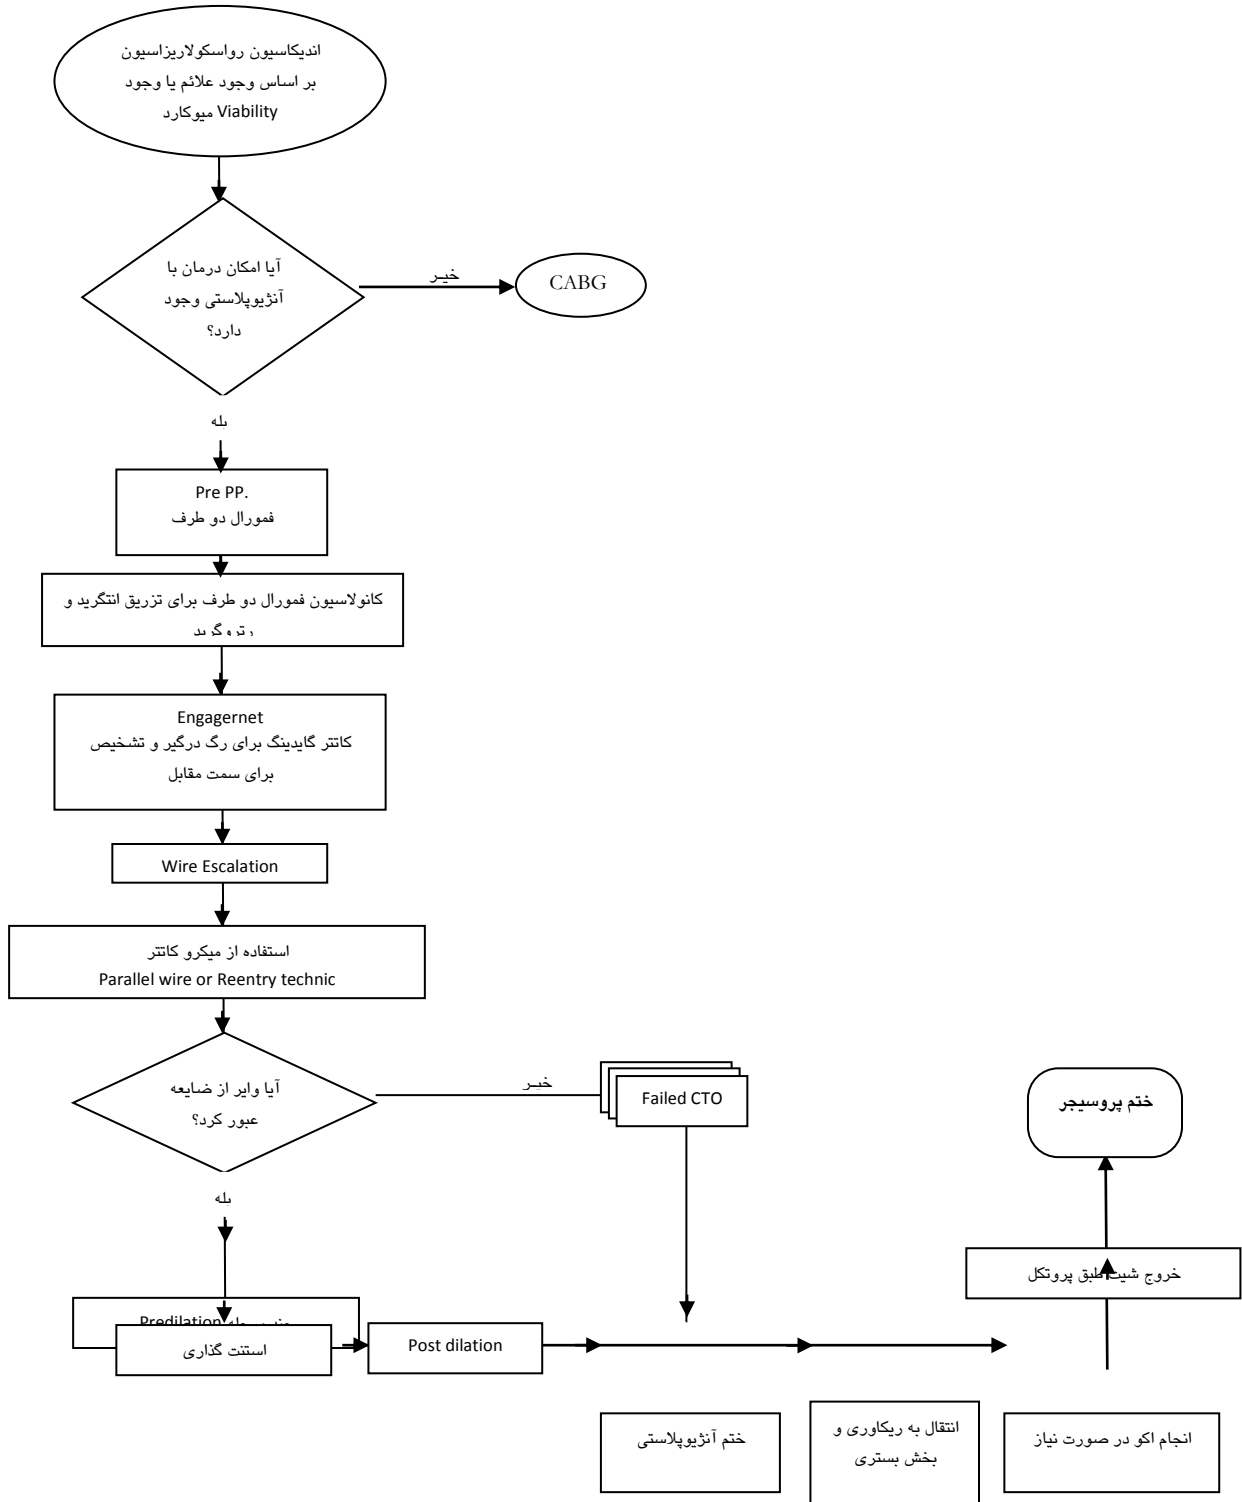 اندیکاسیون رواسکولاریزاسیون
بر اساس وجود علائم یا وجود
Viability میوکارد
آیا امکان درمان با
آنژیوپلاستی وجود
دارد؟
خیر
CABG
بله
Pre PP.
فمورال دو طرف
کانولاسیون فمورال دو طرف برای تزریق انتگرید و
رتروگرید
Engagernet
کاتتر گایدینگ برای رگ درگیر و تشخیص
برای سمت مقابل
Wire Escalation
استفاده از میکرو کاتتر
Parallel wire or Reentry technic
آیا وایر از ضایعه
عبور کرد؟
خیر
Failed CTO
ختم پروسیجر
بله
خروج شیت طبق پروتکل
Predilation
استنت گذاری
Post dilation
ختم آنژیوپلاستی
انتقال به ریکاوری و
بخش بستری
انجام اکو در صورت نیاز